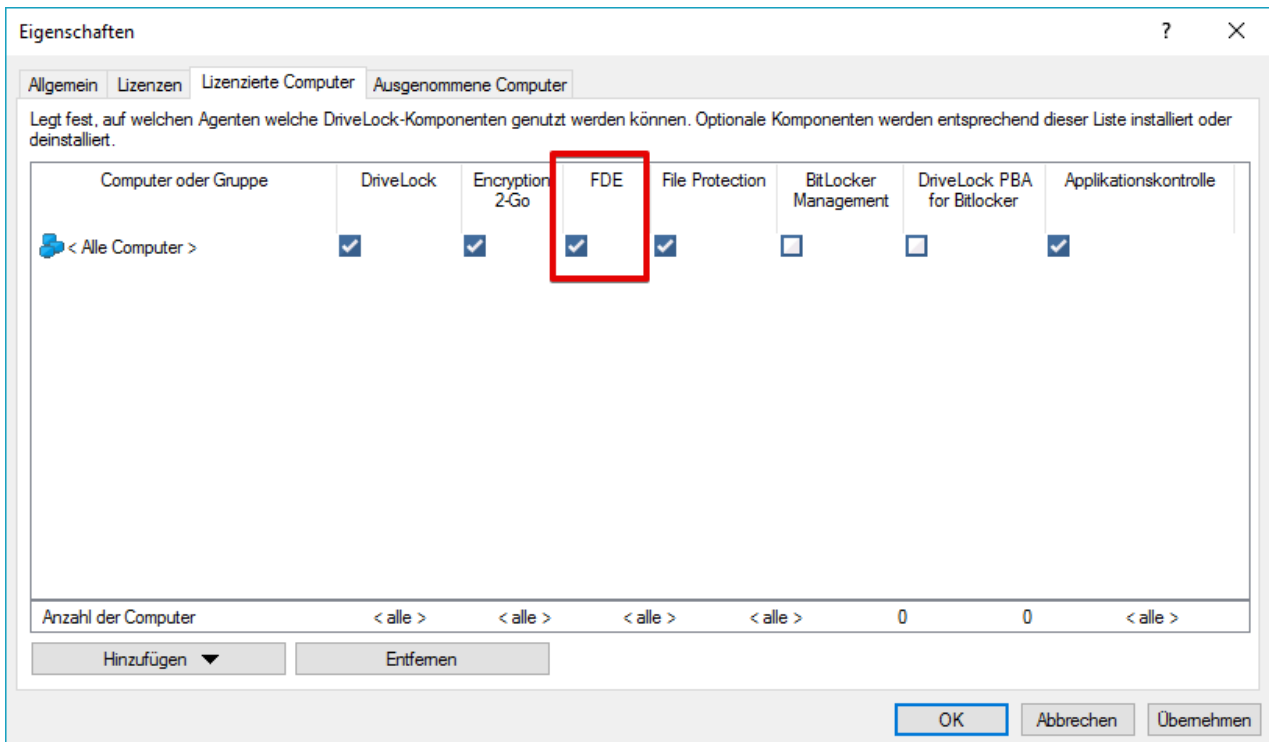 Eigenschaften
?
Allgemein Lizenzen Lizenzierte Computer Ausgenommene Computer
Legt fest, auf welchen Agenten welche DriveLock-Komponenten genutzt werden können. Optionale Komponenten werden entsprechend dieser Liste installiert oder
deinstalliert.
Computer oder Gruppe DriveLock Encryption FDE File Protection BitLocker DriveLock PBA Applikationskontrolle
2-Go Management for Bitlocker
< Alle Computer >
Anzahl der Computer < alle > < alle > < alle > < alle > 0 0 < alle >
Hinzufügen Entfernen
OK Abbrechen Übernehmen